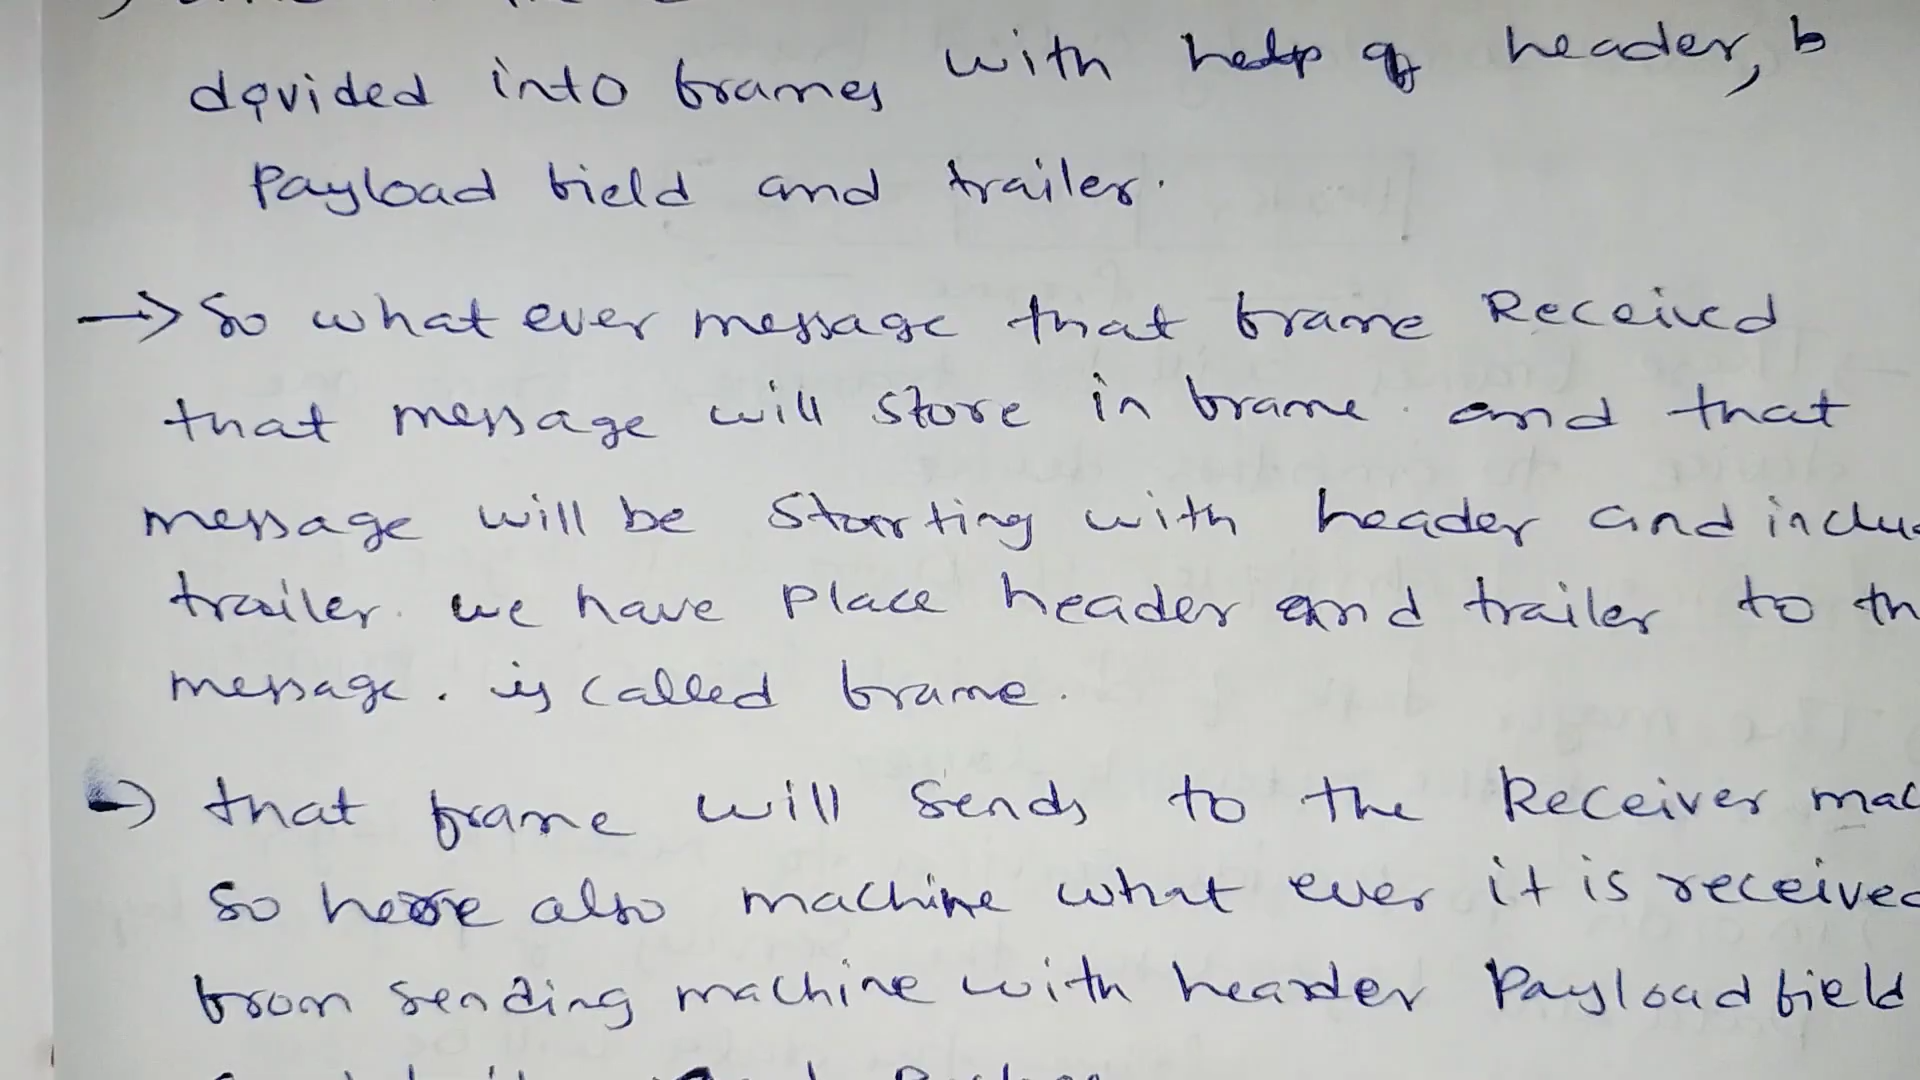 dividided into frames with help of header,
Payload field and trailer.
→ So what ever message that frame Received
that message will store in frame. and that
message will be Starting with header and inclu
trailer. we have place header and trailer to th
message. is called frame.
→ that frame will Sends to the Receiver mac
So here also machine what ever it is received
from sending machine with hearder Payload field